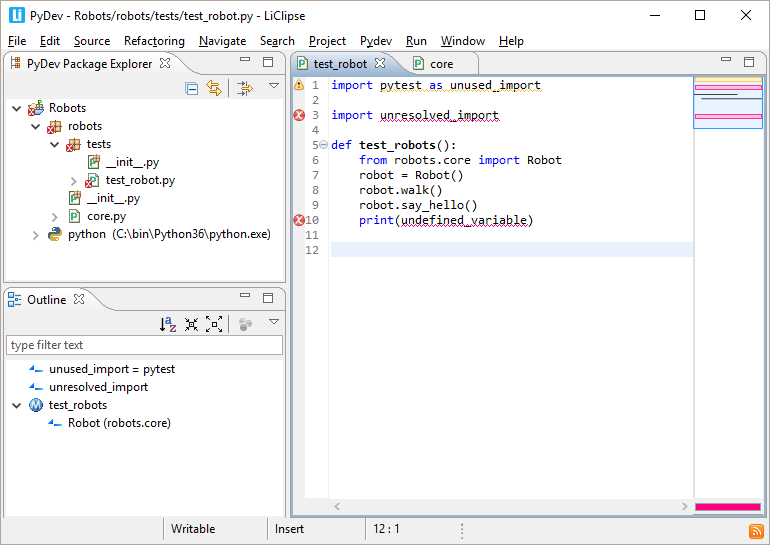 PyDev - Robots/robots/tests/test_robot.py - LiClipse
File Edit Source Refactoring Navigate Search Project Pydev Run Window Help
PyDev Package Explorer
Robots
robots
tests
__init__.py
test_robot.py
__init__.py
core.py
python (C:\bin\Python36\python.exe)
Outline
type filter text
unused_import = pytest
unresolved_import
test_robots
Robot (robots.core)
test_robot
core
1 import pytest as unused_import
2
3 import unresolved_import
4
5 def test_robots():
6 from robots.core import Robot
7 robot = Robot()
8 robot.walk()
9 robot.say_hello()
10 print(undefined_variable)
11
12
Writable Insert 12 : 1